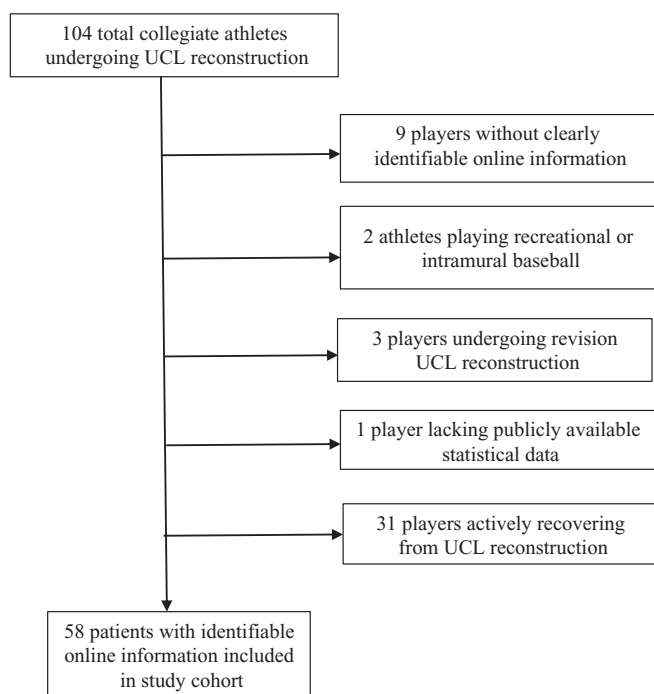 104 total collegiate athletes
undergoing UCL reconstruction
9 players without clearly
identifiable online information
2 athletes playing recreational or
intramural baseball
3 players undergoing revision
UCL reconstruction
1 player lacking publicly available
statistical data
31 players actively recovering
from UCL reconstruction
58 patients with identifiable
online information included
in study cohort